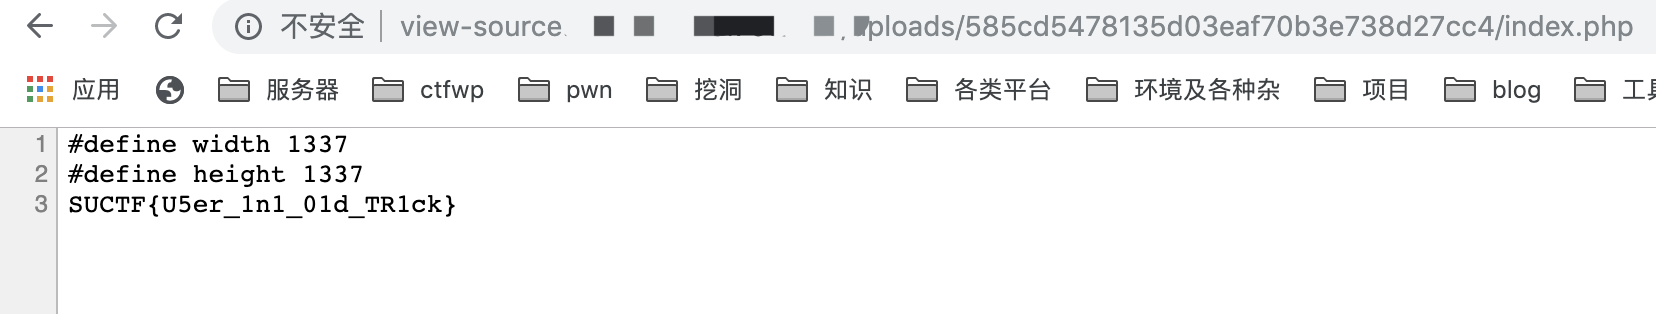 不安全 view-source ploads/585cd5478135d03eaf70b3e738d27cc4/index.php
应用 服务器 ctfwp pwn 挖洞 知识 各类平台 环境及各种杂 项目 blog
1 #define width 1337
2 #define height 1337
3 SUCTF{U5er_1n1_01d_TR1ck}